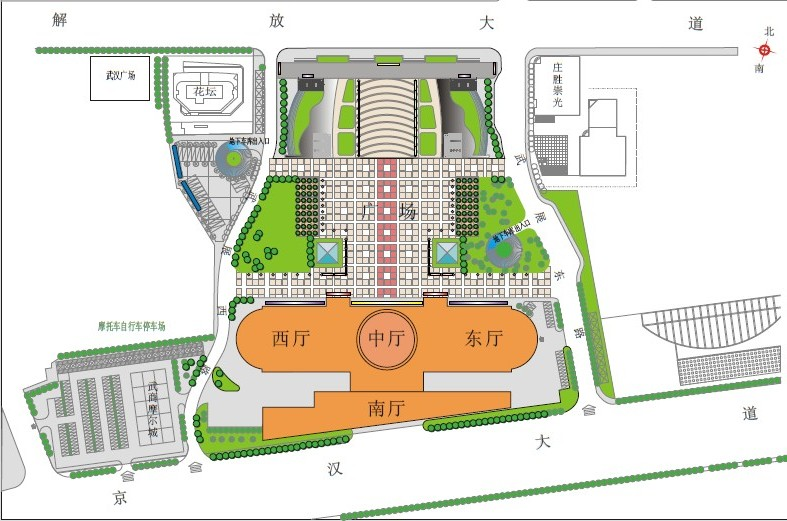 解放大道
北
南
武汉广场
花坛
庄胜崇光
地下车库出入口
武展东路
广场
地下车库出入口
武展西路
摩托车自行车停车场
西厅
中厅
东厅
南厅
武商摩尔城
京汉大道